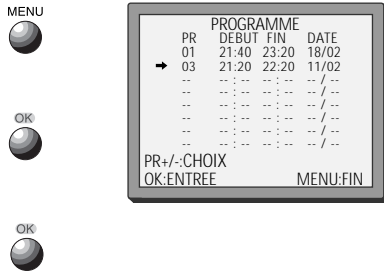 MENU
PROGRAMME
PR DEBUT FIN DATE
01 21:40 23:20 18/02
03 21:20 22:20 11/02
-- -- : -- -- : -- -- / --
-- -- : -- -- : -- -- / --
-- -- : -- -- : -- -- / --
-- -- : -- -- : -- -- / --
-- -- : -- -- : -- -- / --
-- -- : -- -- : -- -- / --
OK
PR+/-:CHOIX
OK:ENTREE MENU:FIN
OK